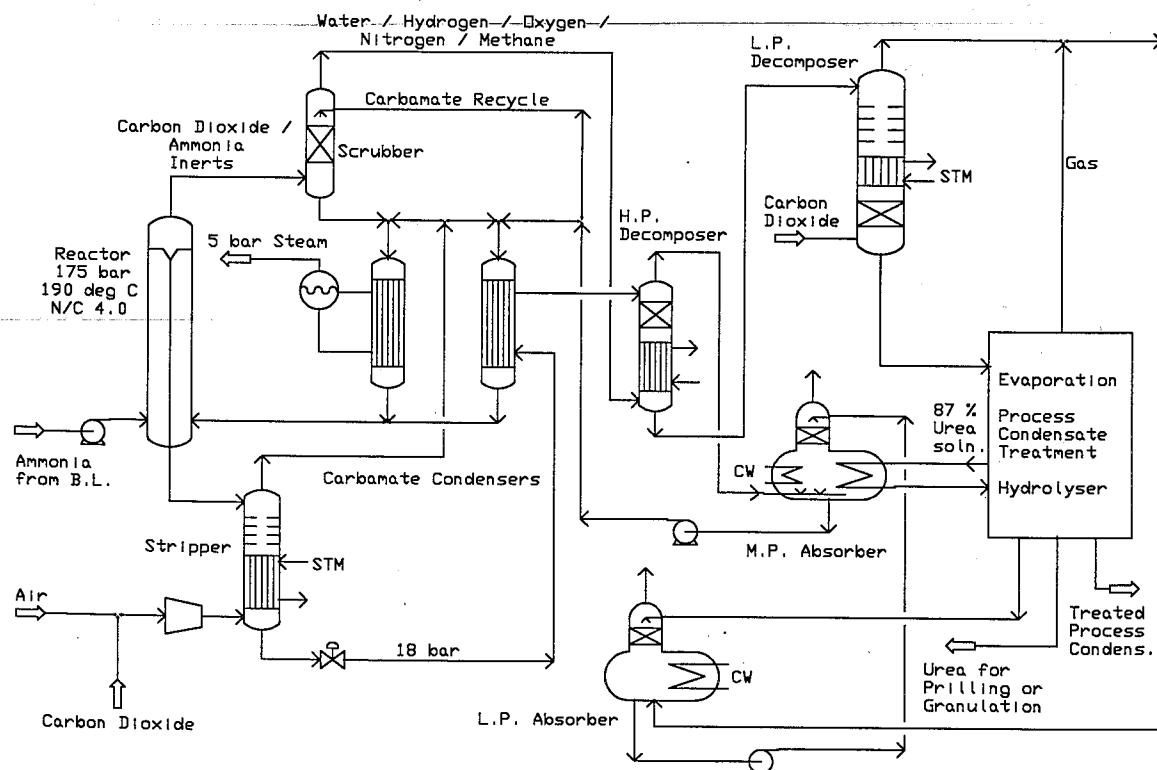 Water / Hydrogen / Oxygen /
Nitrogen / Methane
L.P.
Decomposer
Carbamate Recycle
Carbon Dioxide /
Ammonia
Inerts
Scrubber
Gas
STM
Carbon
Dioxide
H.P.
Decomposer
5 bar Steam
Reactor
175 bar
190 deg C
N/C 4.0
Evaporation
87 %
Urea
soln.
Process
Condensate
Treatment
Hydrolyser
Ammonia
from B.L.
Carbamate Condensers
CW
Stripper
STM
M.P. Absorber
Air
18 bar
Treated
Process
Condens.
CW
Urea for
Prilling or
Granulation
Carbon Dioxide
L.P. Absorber